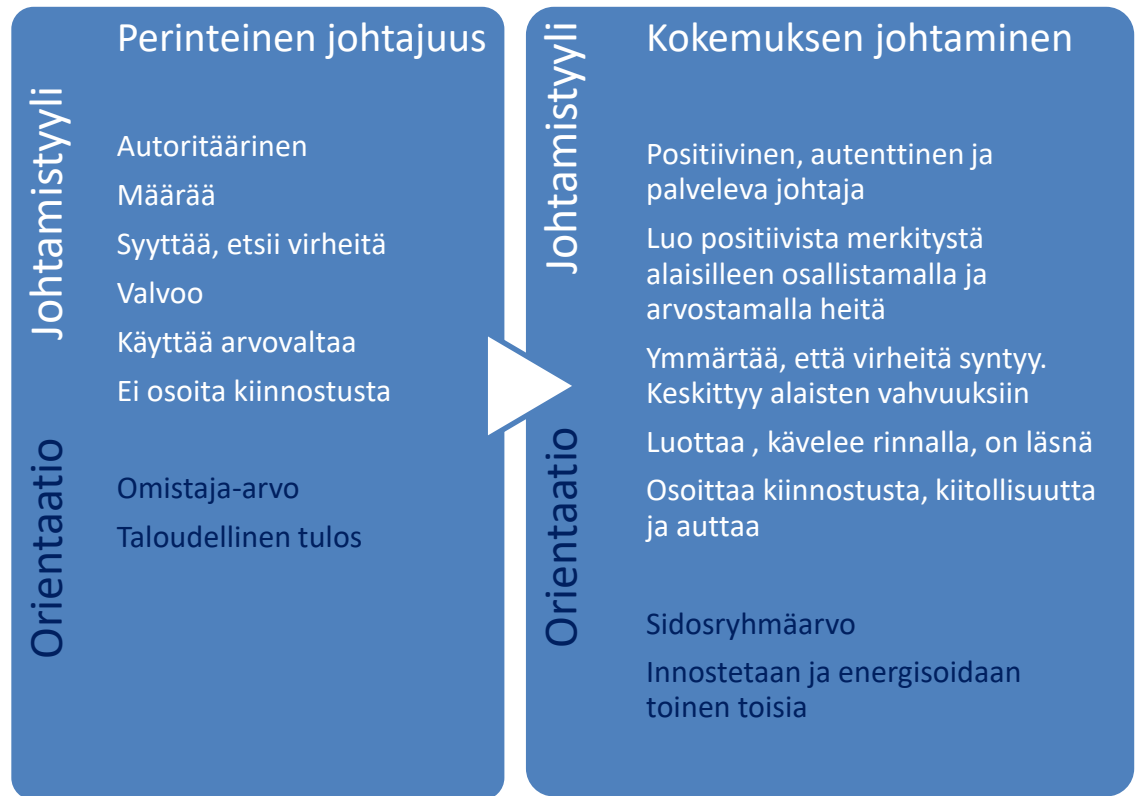 Perinteinen johtajuus
Johtamistyyli
Autoritäärinen
Määrää
Syyttää, etsii virheitä
Valvoo
Käyttää arvovaltaa
Ei osoita kiinnostusta
Orientaatio
Omistaja-arvo
Taloudellinen tulos
Kokemuksen johtaminen
Johtamistyyli
Positiivinen, autenttinen ja
palveleva johtaja
Luo positiivista merkitystä
alaisilleen osallistamalla ja
arvostamalla heitä
Ymmärtää, että virheitä syntyy.
Keskittyy alaisten vahvuuksiin
Luottaa , kävelee rinnalla, on läsnä
Osoittaa kiinnostusta, kiitollisuutta
ja auttaa
Orientaatio
Sidosryhmäarvo
Innostetaan ja energisoidaan
toinen toisia